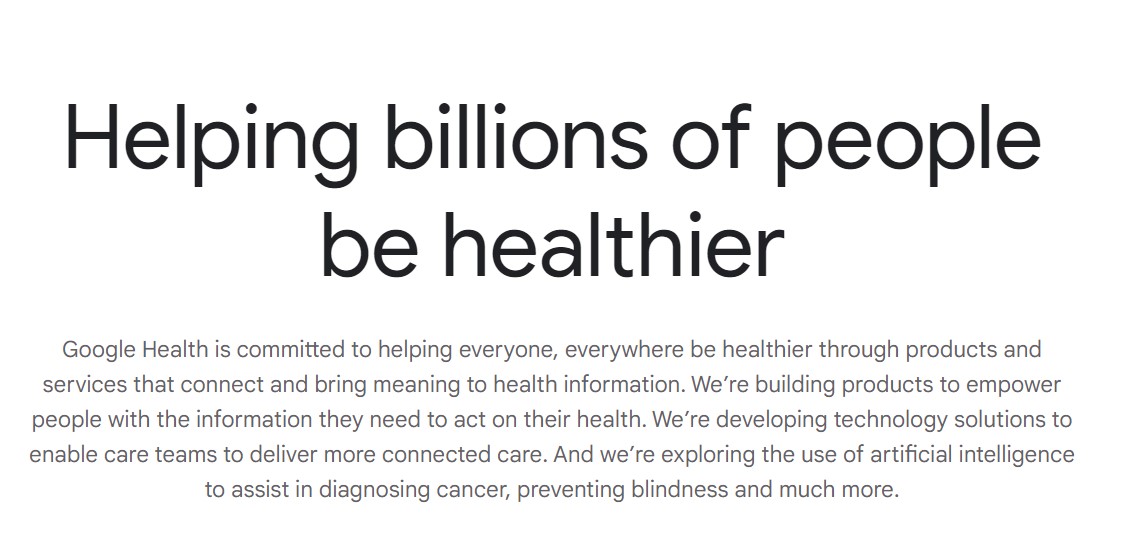 Helping billions of people
be healthier
Google Health is committed to helping everyone, everywhere be healthier through products and
services that connect and bring meaning to health information. We’re building products to empower
people with the information they need to act on their health. We’re developing technology solutions to
enable care teams to deliver more connected care. And we’re exploring the use of artificial intelligence
to assist in diagnosing cancer, preventing blindness and much more.